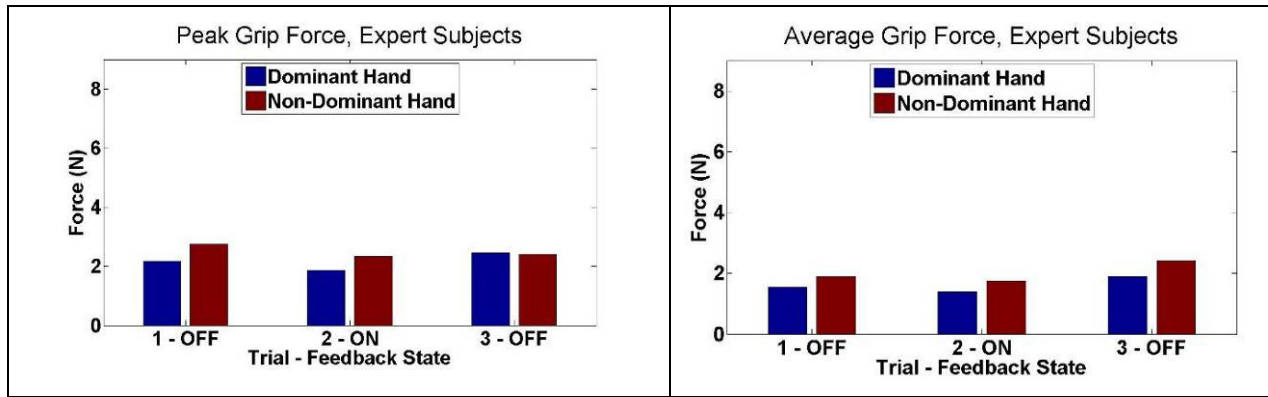 Peak Grip Force, Expert Subjects
Dominant Hand
Non-Dominant Hand
8
6
4
2
0
Force (N)
1 - OFF 2 - ON 3 - OFF
Trial - Feedback State
Average Grip Force, Expert Subjects
Dominant Hand
Non-Dominant Hand
8
6
4
2
0
Force (N)
1 - OFF 2 - ON 3 - OFF
Trial - Feedback State